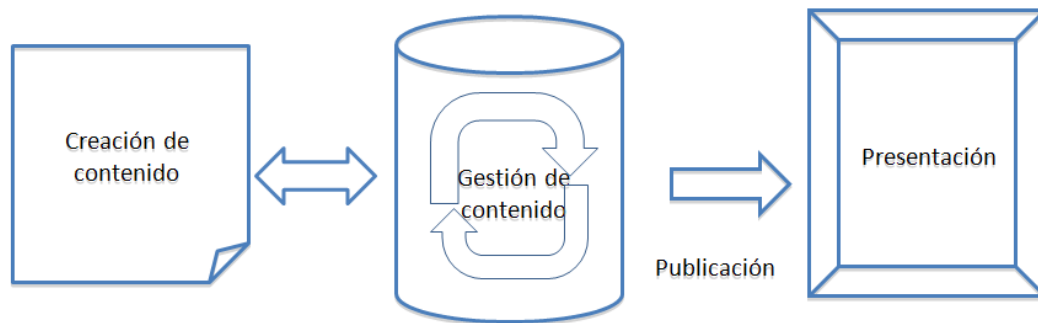 Creación de
contenido
Gestión de
contenido
Publicación
Presentación